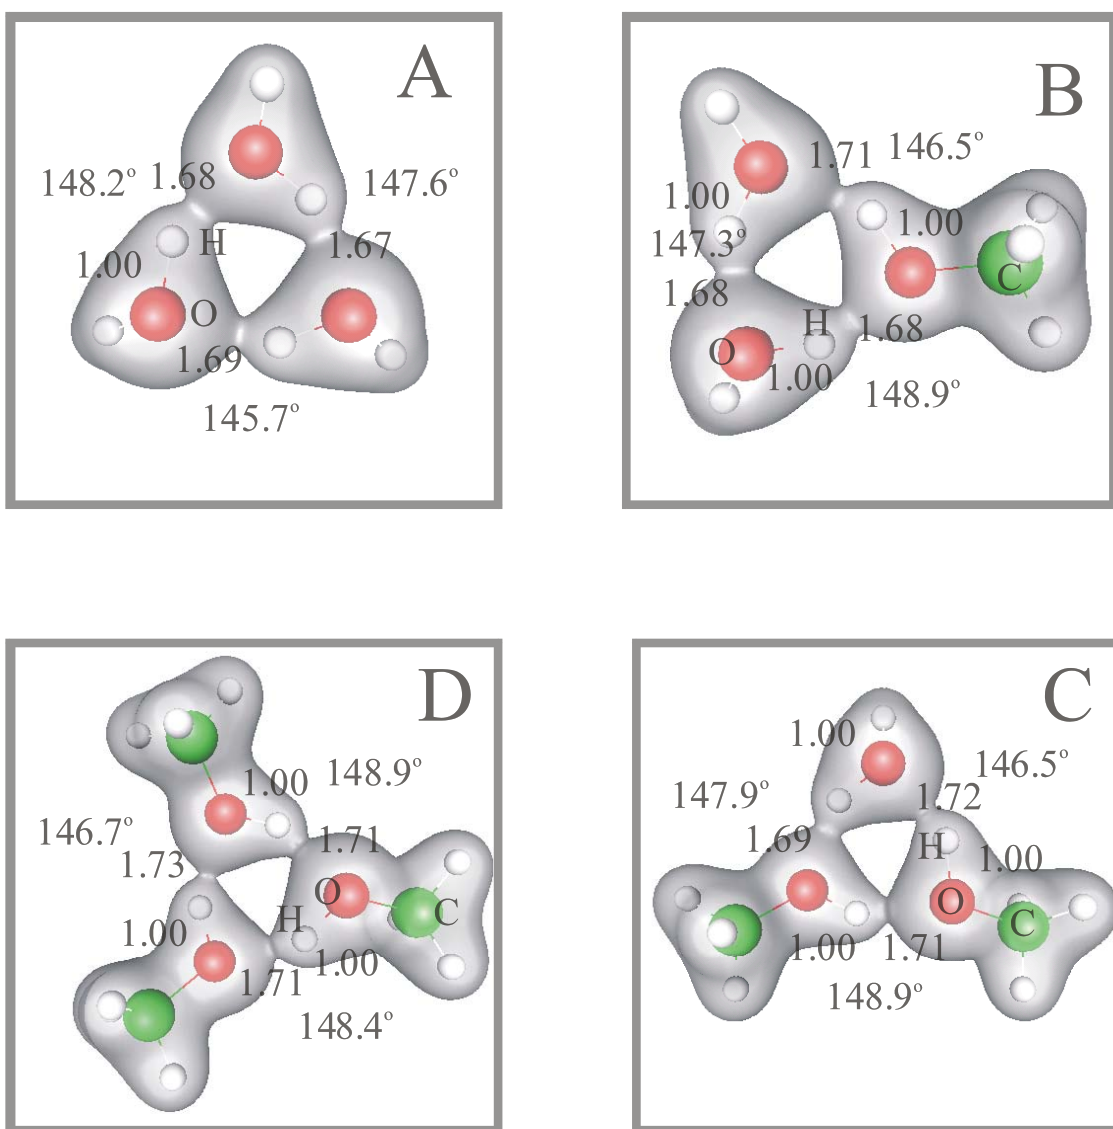 A
148.2° 1.68 147.6°
H
1.00 1.67
O
1.69
145.7°
B
1.71 146.5°
1.00 1.00
147.3°
C
1.68
H 1.68
O
1.00 148.9°
D
1.00 148.9°
146.7° 1.71
1.73
O
H C
1.00 1.00
1.71
148.4°
C
1.00 146.5°
147.9° 1.72
1.69 H 1.00
O
C
1.00 1.71
148.9°